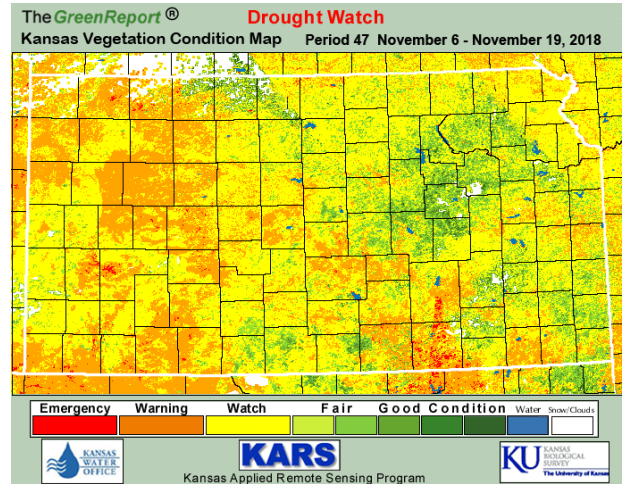 The GreenReport ® Drought Watch
Kansas Vegetation Condition Map Period 47 November 6 - November 19, 2018
Emergency Warning Watch Fair Good Condition Water Snow/Clouds
KANSAS
WATER
OFFICE
KARS
Kansas Applied Remote Sensing Program
KU
KANSAS
BIOLOGICAL
SURVEY
The University of Kansas